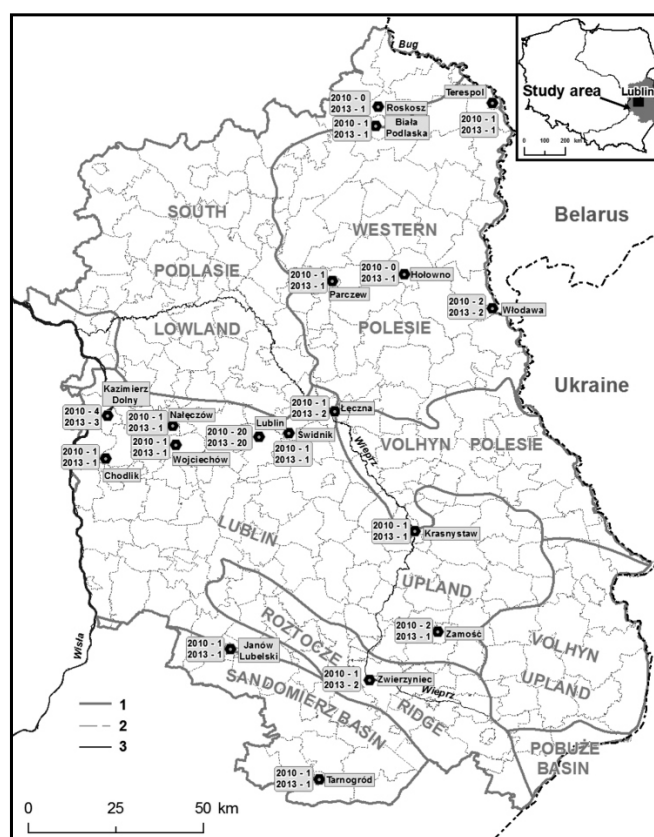 Bug
Lublin
Study area
0 100 200 km
Terespol
2010 - 1
2013 - 1
2010 - 0
2013 - 1
Roskosz
2010 - 1
2013 - 1
Biała
Podlaska
SOUTH
PODLASIE
LOWLAND
WESTERN
POLESIE
Belarus
Ukraine
2010 - 1
2013 - 1
Parczew
2010 - 0
2013 - 1
Hołowno
2010 - 2
2013 - 2
Włodawa
Kazimierz
Dolny
2010 - 4
2013 - 3
Nałęczów
2010 - 1
2013 - 1
2010 - 1
2013 - 1
Wojciechów
Lublin
2010 - 20
2013 - 20
Świdnik
2010 - 1
2013 - 1
2010 - 1
2013 - 2
Łęczna
2010 - 1
2013 - 1
Chodlik
VOLHYN POLESIE
Wieprz
LUBLIN
UPLAND
2010 - 1
2013 - 1
Krasnystaw
2010 - 2
2013 - 1
Zamość
ROZTOCZE
RIDGE
VOLHYN
UPLAND
Wisła
2010 - 1
2013 - 1
Janów
Lubelski
2010 - 1
2013 - 2
Zwierzyniec
Wieprz
SANDOMIERZ BASIN
POBUŻE
BASIN
2010 - 1
2013 - 1
Tarnogród
1
2
3
0 25 50 km